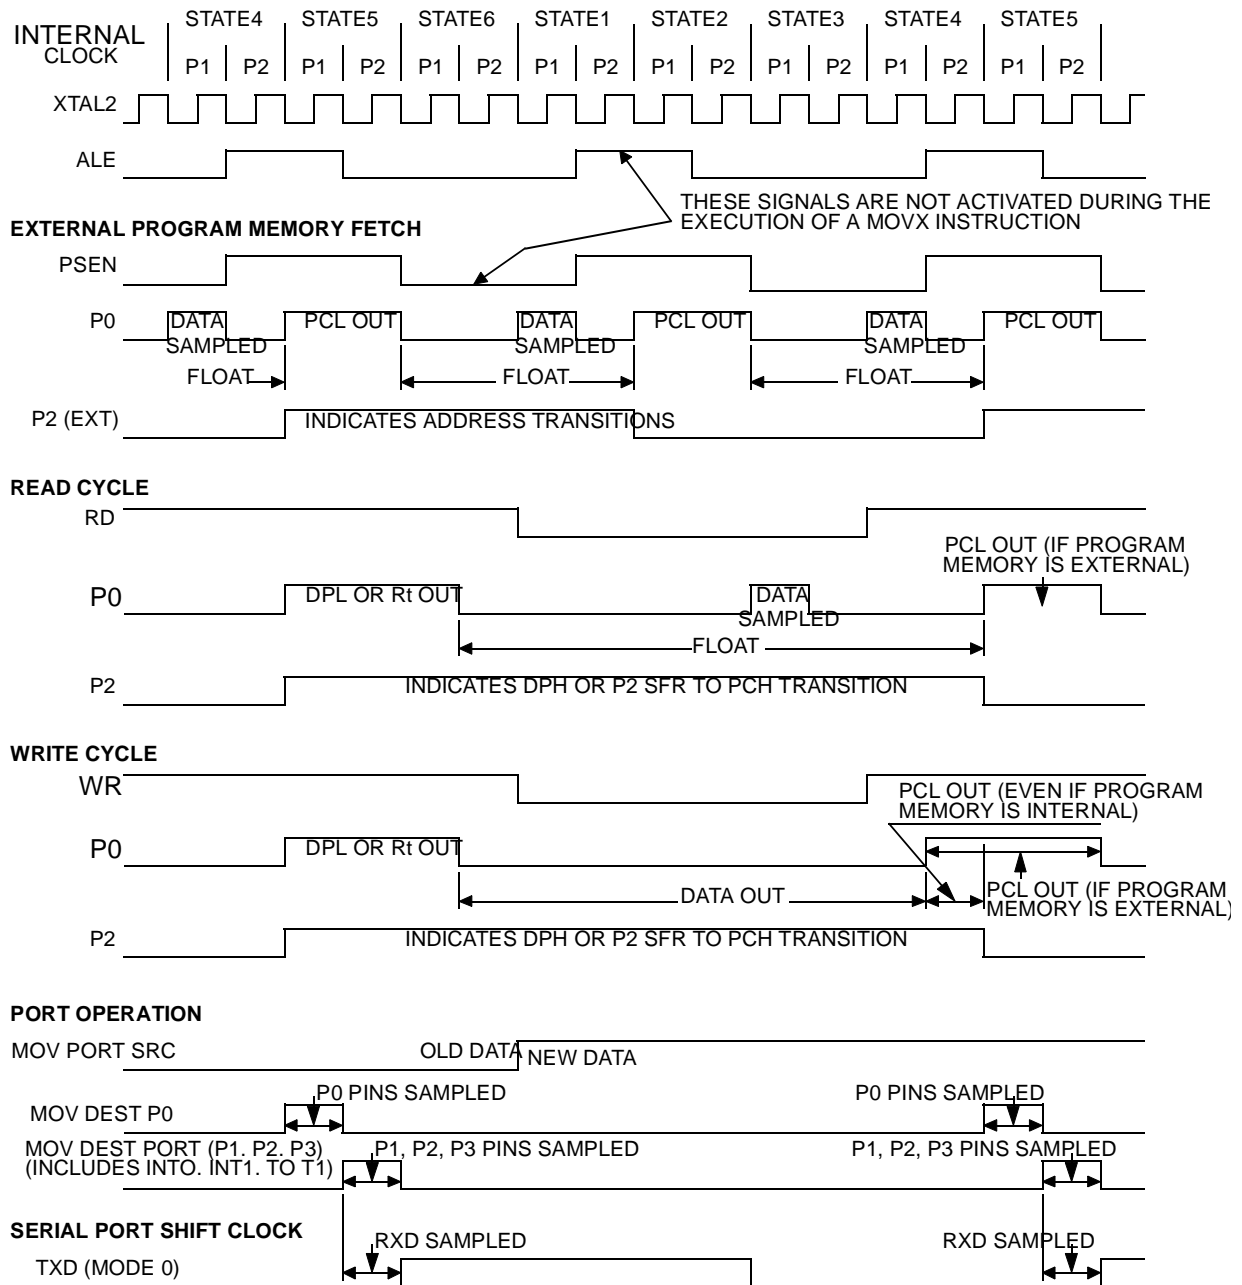 STATE4 STATE5 STATE6 STATE1 STATE2 STATE3 STATE4 STATE5
INTERNAL
CLOCK
P1 P2 P1 P2 P1 P2 P1 P2 P1 P2 P1 P2 P1 P2 P1 P2
XTAL2
ALE
THESE SIGNALS ARE NOT ACTIVATED DURING THE
EXECUTION OF A MOVX INSTRUCTION
EXTERNAL PROGRAM MEMORY FETCH
PSEN
P0 DATA PCL OUT DATA PCL OUT DATA PCL OUT
SAMPLED SAMPLED SAMPLED
FLOAT FLOAT FLOAT
P2 (EXT) INDICATES ADDRESS TRANSITIONS
READ CYCLE
RD
PCL OUT (IF PROGRAM
MEMORY IS EXTERNAL)
P0 DPL OR Rt OUT DATA
SAMPLED
FLOAT
P2 INDICATES DPH OR P2 SFR TO PCH TRANSITION
WRITE CYCLE
WR
PCL OUT (EVEN IF PROGRAM
MEMORY IS INTERNAL)
P0 DPL OR Rt OUT
DATA OUT
PCL OUT (IF PROGRAM
MEMORY IS EXTERNAL)
P2 INDICATES DPH OR P2 SFR TO PCH TRANSITION
PORT OPERATION
MOV PORT SRC OLD DATA NEW DATA
P0 PINS SAMPLED P0 PINS SAMPLED
MOV DEST P0
MOV DEST PORT (P1. P2. P3) P1, P2, P3 PINS SAMPLED P1, P2, P3 PINS SAMPLED
(INCLUDES INTO. INT1. TO T1)
SERIAL PORT SHIFT CLOCK
RXD SAMPLED RXD SAMPLED
TXD (MODE 0)